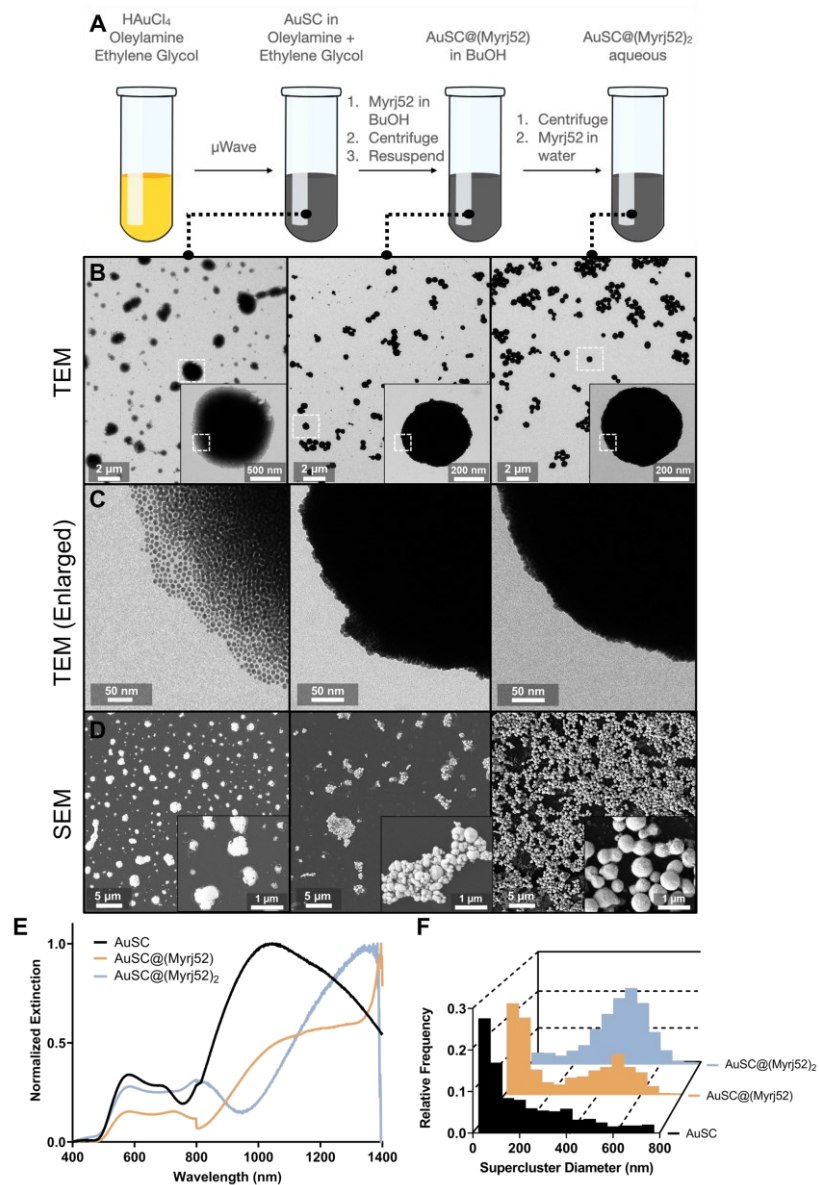 A
HAuCl₄
Oleylamine
Ethylene Glycol
AuSC in
Oleylamine +
Ethylene Glycol
AuSC@(Myrj52)
in BuOH
AuSC@(Myrj52)₂
aqueous
µWave
1. Myrj52 in
BuOH
2. Centrifuge
3. Resuspend
1. Centrifuge
2. Myrj52 in
water
TEM
B
2 µm
500 nm
2 µm
200 nm
2 µm
200 nm
TEM (Enlarged)
C
50 nm
50 nm
50 nm
SEM
D
5 µm
1 µm
5 µm
1 µm
5 µm
1 µm
E
AuSC
AuSC@(Myrj52)
AuSC@(Myrj52)₂
Normalized Extinction
1.0
0.5
0.0
400
600
800
1000
1200
1400
Wavelength (nm)
F
Relative Frequency
0.3
0.2
0.1
0.0
0
200
400
600
800
Supercluster Diameter (nm)
AuSC@(Myrj52)₂
AuSC@(Myrj52)
AuSC